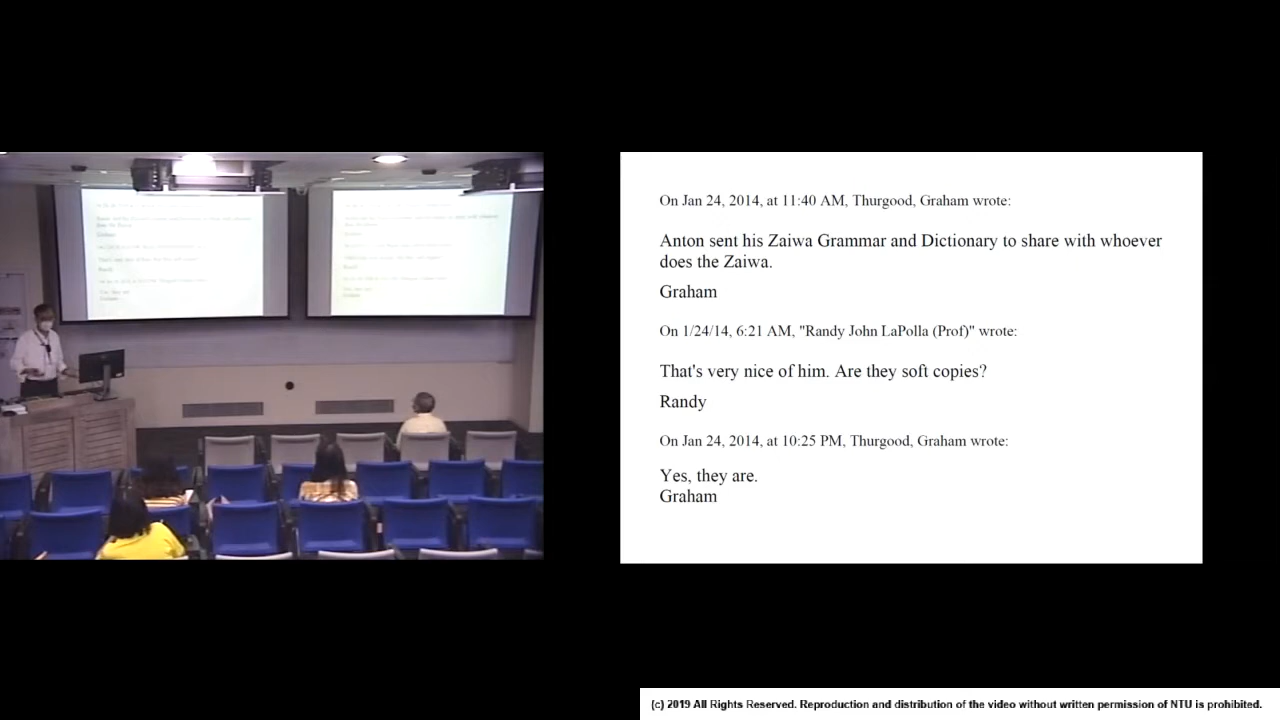 On Jan 24, 2014, at 11:40 AM, Thurgood, Graham wrote:
Anton sent his Zaiwa Grammar and Dictionary to share with whoever
does the Zaiwa.
Graham
On 1/24/14, 6:21 AM, "Randy John LaPolla (Prof)" wrote:
That's very nice of him. Are they soft copies?
Randy
On Jan 24, 2014, at 10:25 PM, Thurgood, Graham wrote:
Yes, they are.
Graham
(c) 2019 All Rights Reserved. Reproduction and distribution of the video without written permission of NTU is prohibited.